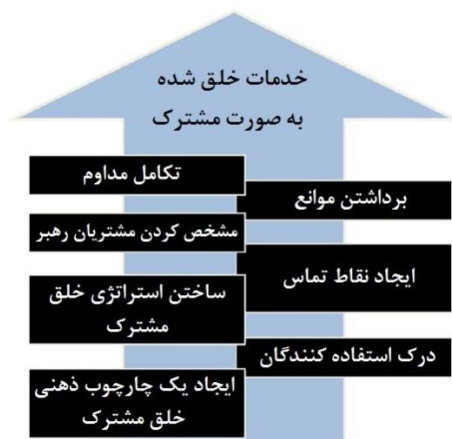 خدمات خلق شده
به صورت مشترک
تکامل مداوم
برداشتن موانع
مشخص کردن مشتریان رهبر
ایجاد نقاط تماس
ساختن استراتژی خلق
مشترک
درک استفاده کنندگان
ایجاد یک چارچوب ذهنی
خلق مشترک